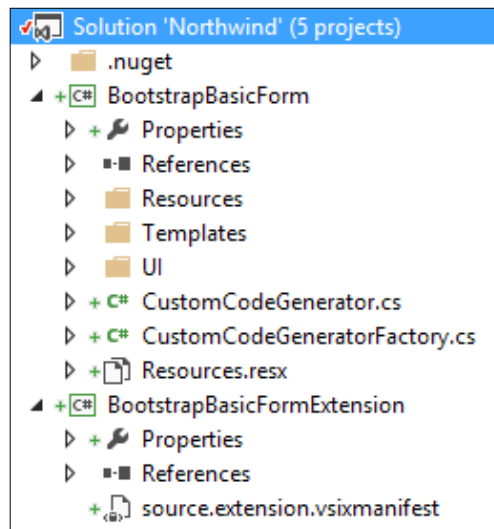 Solution 'Northwind' (5 projects)
.nuget
C# BootstrapBasicForm
Properties
References
Resources
Templates
UI
C# CustomCodeGenerator.cs
C# CustomCodeGeneratorFactory.cs
Resources.resx
C# BootstrapBasicFormExtension
Properties
References
source.extension.vsixmanifest